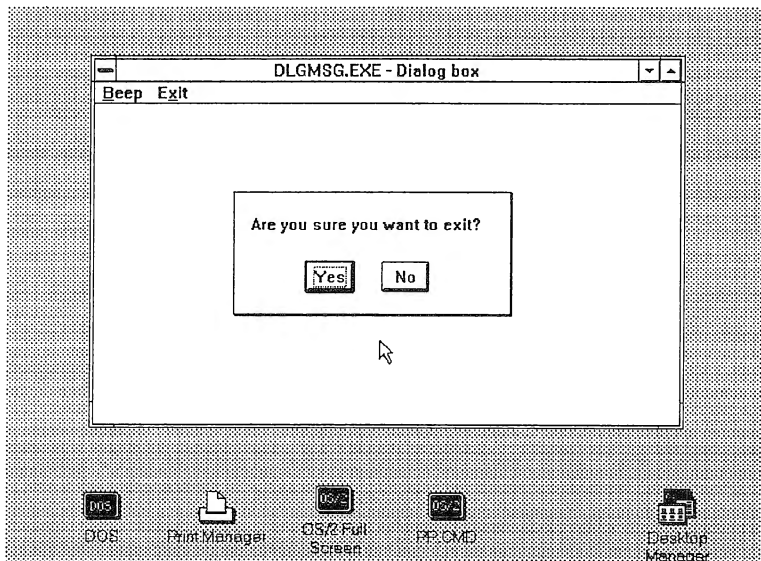 DLGMSG.EXE - Dialog box
Beep Exit
Are you sure you want to exit?
Yes No
DOS OS/2 OS/2
DOS Print Manager OS/2 Full Screen PP.CMD Desktop Manager